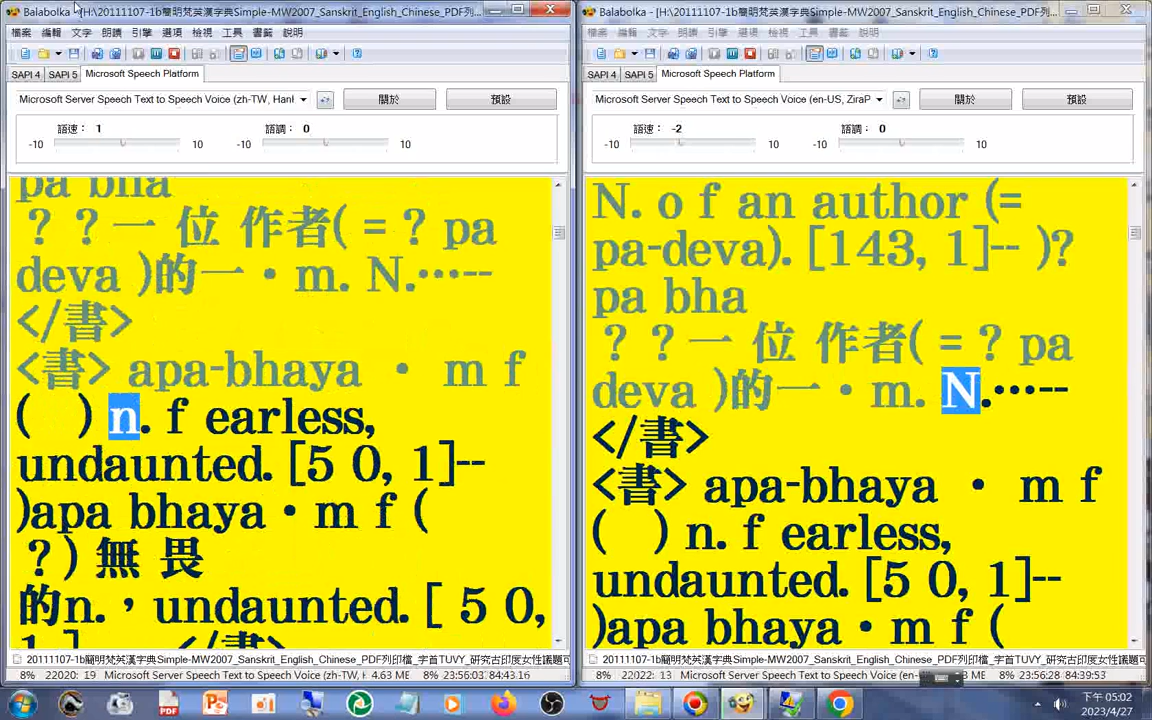 Balabolka - [H:\20111107-1b簡明梵英漢字典Simple-MW2007_Sanskrit_English_Chinese_PDF列...
檔案 編輯 文字 朗讀 引擎 選項 檢視 工具 書籤 說明
SAPI 4 SAPI 5 Microsoft Speech Platform
Microsoft Server Speech Text to Speech Voice (zh-TW, Hanl 關於 預設
語速： 1 語調： 0
-10 10 -10 10
pa bha
？ ？一 位 作者( = ? pa
deva )的一・m. N.…--
</書>
<書> apa-bhaya ・ m f
( ) n. f earless,
undaunted. [5 0, 1]--
)apa bhaya・m f (
?) 無 畏
的n.，undaunted. [ 5 0,
1 ]
20111107-1b簡明梵英漢字典Simple-MW2007_Sanskrit_English_Chinese_PDF列印檔_字首TUVY_研究古印度女性議題可
8% 22020: 19 Microsoft Server Speech Text to Speech Voice (zh-TW, H 4.63 ME 8% 23:56:03 84:43.16
Balabolka - [H:\20111107-1b簡明梵英漢字典Simple-MW2007_Sanskrit_English_Chinese_PDF列...
檔案 編輯 文字 朗讀 引擎 選項 檢視 工具 書籤 說明
SAPI 4 SAPI 5 Microsoft Speech Platform
Microsoft Server Speech Text to Speech Voice (en-US, ZiraP 關於 預設
語速： -2 語調： 0
-10 10 -10 10
N. o f an author (=
pa-deva). [143, 1]-- )?
pa bha
？ ？一 位 作者( = ? pa
deva )的一・m. N.…--
</書>
<書> apa-bhaya ・ m f
( ) n. f earless,
undaunted. [5 0, 1]--
)apa bhaya・m f (
20111107-1b簡明梵英漢字典Simple-MW2007_Sanskrit_English_Chinese_PDF列印檔_字首TUVY_研究古印度女性議題可
8% 22022: 13 Microsoft Server Speech Text to Speech Voice 8% 23:56:28 84:39.53
下午 05:02
2023/4/27